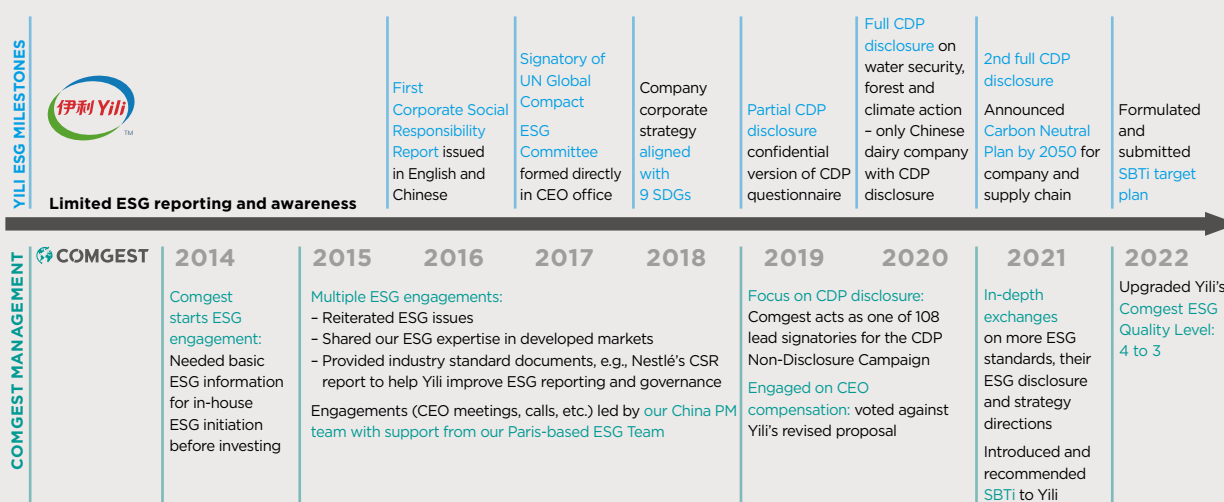 YILI ESG MILESTONES
伊利 Yili
TM
Limited ESG reporting and awareness
First
Corporate Social
Responsibility
Report issued
in English and
Chinese
Signatory of
UN Global
Compact
ESG
Committee
formed directly
in CEO office
Company
corporate
strategy
aligned
with
9 SDGs
Partial CDP
disclosure
confidential
version of CDP
questionnaire
Full CDP
disclosure on
water security,
forest and
climate action
– only Chinese
dairy company
with CDP
disclosure
2nd full CDP
disclosure
Announced
Carbon Neutral
Plan by 2050 for
company and
supply chain
Formulated
and
submitted
SBTi target
plan
COMGEST MANAGEMENT
COMGEST
2014
Comgest
starts ESG
engagement:
Needed basic
ESG information
for in-house
ESG initiation
before investing
2015 2016 2017 2018
Multiple ESG engagements:
– Reiterated ESG issues
– Shared our ESG expertise in developed markets
– Provided industry standard documents, e.g., Nestlé's CSR
report to help Yili improve ESG reporting and governance
Engagements (CEO meetings, calls, etc.) led by our China PM
team with support from our Paris-based ESG Team
2019 2020
Focus on CDP disclosure:
Comgest acts as one of 108
lead signatories for the CDP
Non-Disclosure Campaign
Engaged on CEO
compensation: voted against
Yili's revised proposal
2021
In-depth
exchanges
on more ESG
standards, their
ESG disclosure
and strategy
directions
Introduced and
recommended
SBTi to Yili
2022
Upgraded Yili's
Comgest ESG
Quality Level:
4 to 3